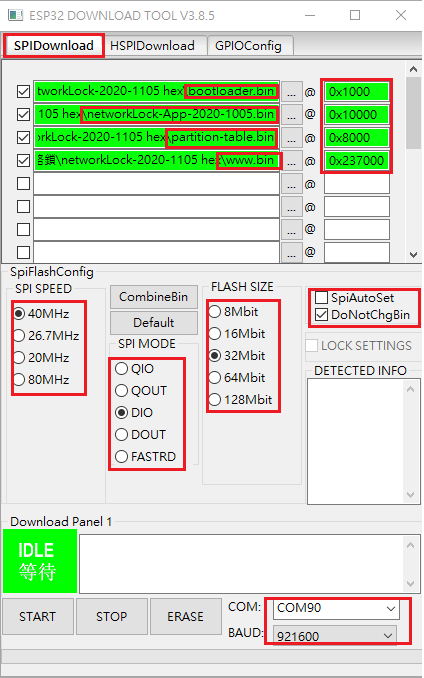 ESP32 DOWNLOAD TOOL V3.8.5
SPIDownload HSPIDownload GPIOConfig
tworkLock-2020-1105 hex\bootloader.bin ... @ 0x1000
105 hex\networkLock-App-2020-1005.bin ... @ 0x10000
orkLock-2020-1105 hex\partition-table.bin ... @ 0x8000
鎖\networkLock-2020-1105 hex\www.bin ... @ 0x237000
... @
... @
... @
... @
SpiFlashConfig
SPI SPEED
40MHz
26.7MHz
20MHz
80MHz
CombineBin
Default
SPI MODE
QIO
QOUT
DIO
DOUT
FASTRD
FLASH SIZE
8Mbit
16Mbit
32Mbit
64Mbit
128Mbit
SpiAutoSet
DoNotChgBin
LOCK SETTINGS
DETECTED INFO
Download Panel 1
IDLE
等待
START STOP ERASE
COM: COM90
BAUD: 921600